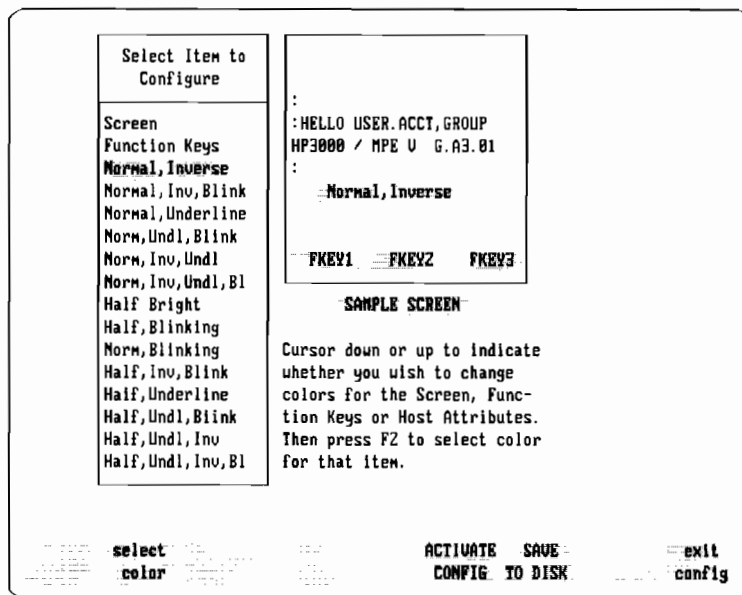 Select Item to
Configure
Screen
Function Keys
Normal,Inverse
Normal,Inv,Blink
Normal,Underline
Norm,Undl,Blink
Norm,Inv,Undl
Norm,Inv,Undl,Bl
Half Bright
Half,Blinking
Norm,Blinking
Half,Inv,Blink
Half,Underline
Half,Undl,Blink
Half,Undl,Inv
Half,Undl,Inv,Bl
:
:HELLO USER.ACCT,GROUP
HP3000 / MPE V G.A3.01
:
Normal,Inverse
FKEY1 FKEY2 FKEY3
SAMPLE SCREEN
Cursor down or up to indicate
whether you wish to change
colors for the Screen, Func-
tion Keys or Host Attributes.
Then press F2 to select color
for that item.
select ACTIVATE SAVE exit
color CONFIG TO DISK config